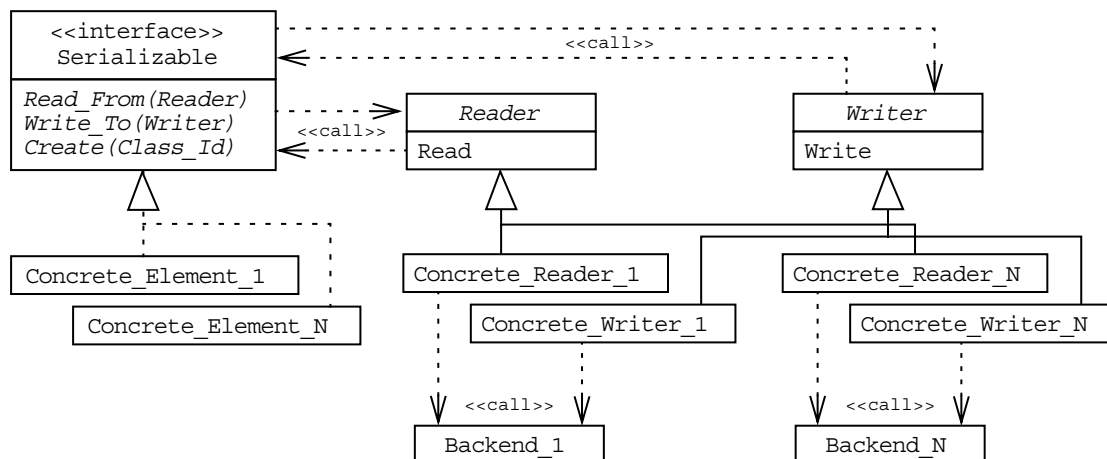 <<interface>>
Serializable
Read_From(Reader)
Write_To(Writer)
Create(Class_Id)
<<call>>
<<call>>
Reader
Read
Writer
Write
Concrete_Element_1
Concrete_Element_N
Concrete_Reader_1
Concrete_Writer_1
Concrete_Reader_N
Concrete_Writer_N
<<call>>
<<call>>
Backend_1
Backend_N